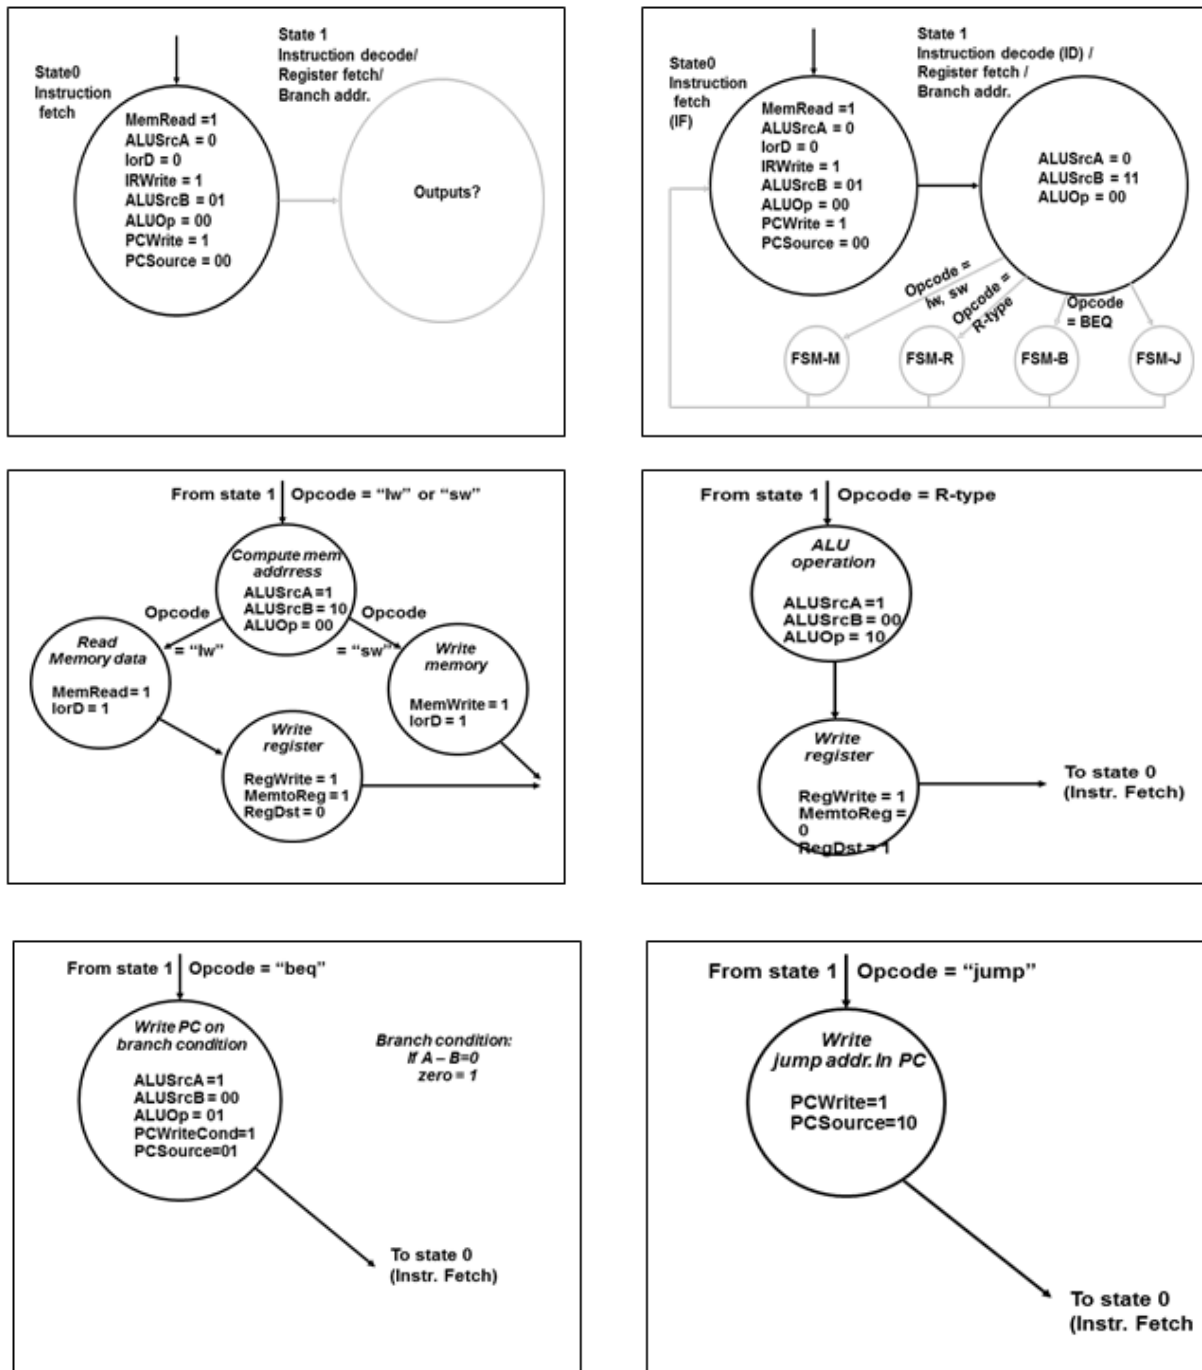 State0
Instruction
fetch
MemRead =1
ALUSrcA = 0
IorD = 0
IRWrite = 1
ALUSrcB = 01
ALUOp = 00
PCWrite = 1
PCSource = 00
State 1
Instruction decode/
Register fetch/
Branch addr.
Outputs?
State0
Instruction
fetch
(IF)
MemRead =1
ALUSrcA = 0
IorD = 0
IRWrite = 1
ALUSrcB = 01
ALUOp = 00
PCWrite = 1
PCSource = 00
State 1
Instruction decode (ID) /
Register fetch /
Branch addr.
ALUSrcA = 0
ALUSrcB = 11
ALUOp = 00
Opcode =
lw, sw
Opcode =
R-type
Opcode
= BEQ
FSM-M
FSM-R
FSM-B
FSM-J
From state 1 Opcode = “lw” or “sw”
Compute mem
addrress
ALUSrcA =1
ALUSrcB = 10
ALUOp = 00
Opcode
= “lw”
Opcode
= “sw”
Read
Memory data
MemRead = 1
IorD = 1
Write
memory
MemWrite = 1
IorD = 1
Write
register
RegWrite = 1
MemtoReg = 1
RegDst = 0
From state 1 Opcode = R-type
ALU
operation
ALUSrcA =1
ALUSrcB = 00
ALUOp = 10
Write
register
RegWrite = 1
MemtoReg =
0
RegDst = 1
To state 0
(Instr. Fetch)
From state 1 Opcode = “beq”
Write PC on
branch condition
ALUSrcA =1
ALUSrcB = 00
ALUOp = 01
PCWriteCond=1
PCSource=01
Branch condition:
If A – B=0
zero = 1
To state 0
(Instr. Fetch)
From state 1 Opcode = “jump”
Write
jump addr. In PC
PCWrite=1
PCSource=10
To state 0
(Instr. Fetch